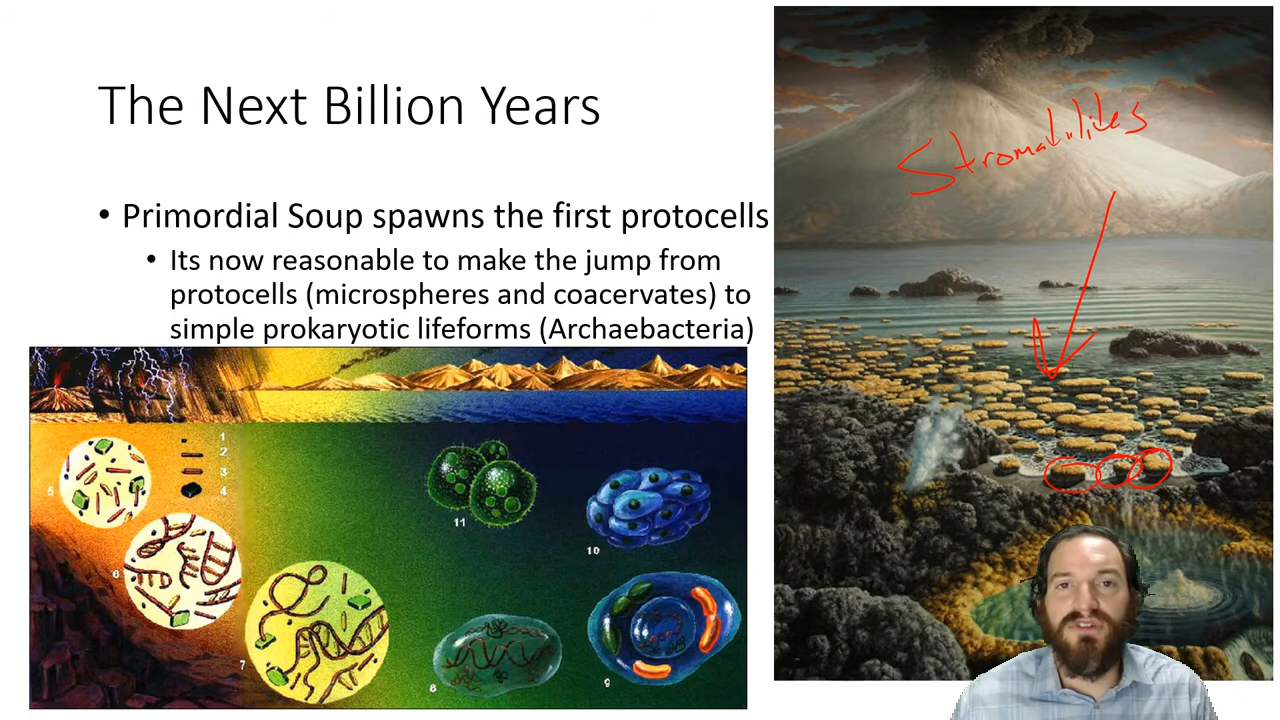 The Next Billion Years
• Primordial Soup spawns the first protocells
• Its now reasonable to make the jump from
protocells (microspheres and coacervates) to
simple prokaryotic lifeforms (Archaebacteria)
Stromatolites
1
2
3
4
5
6
7
8
9
10
11